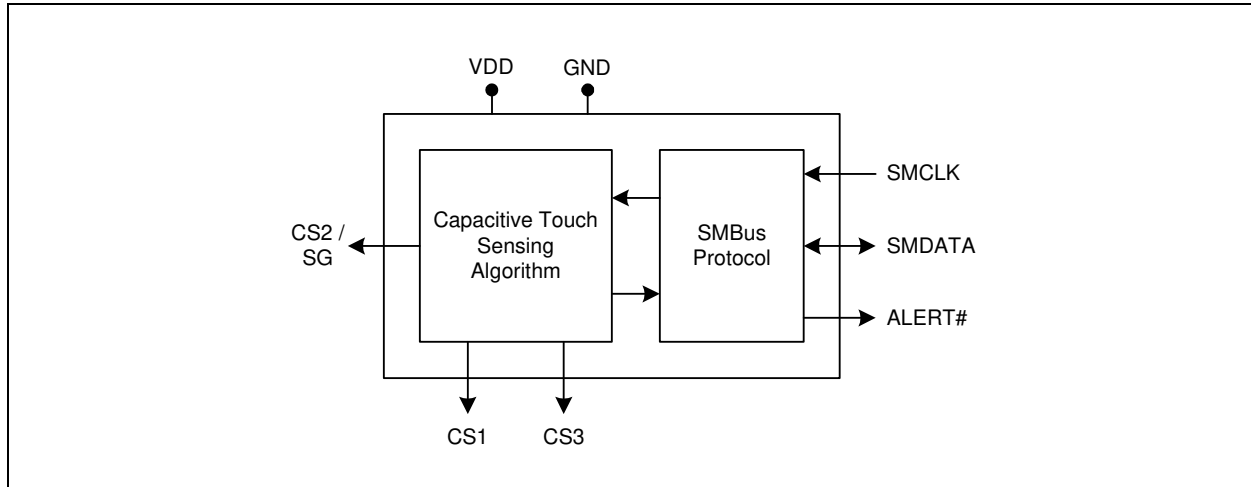 VDD
GND
SMCLK
Capacitive Touch
Sensing
Algorithm
SMBus
Protocol
CS2 /
SG
SMDATA
ALERT#
CS1
CS3